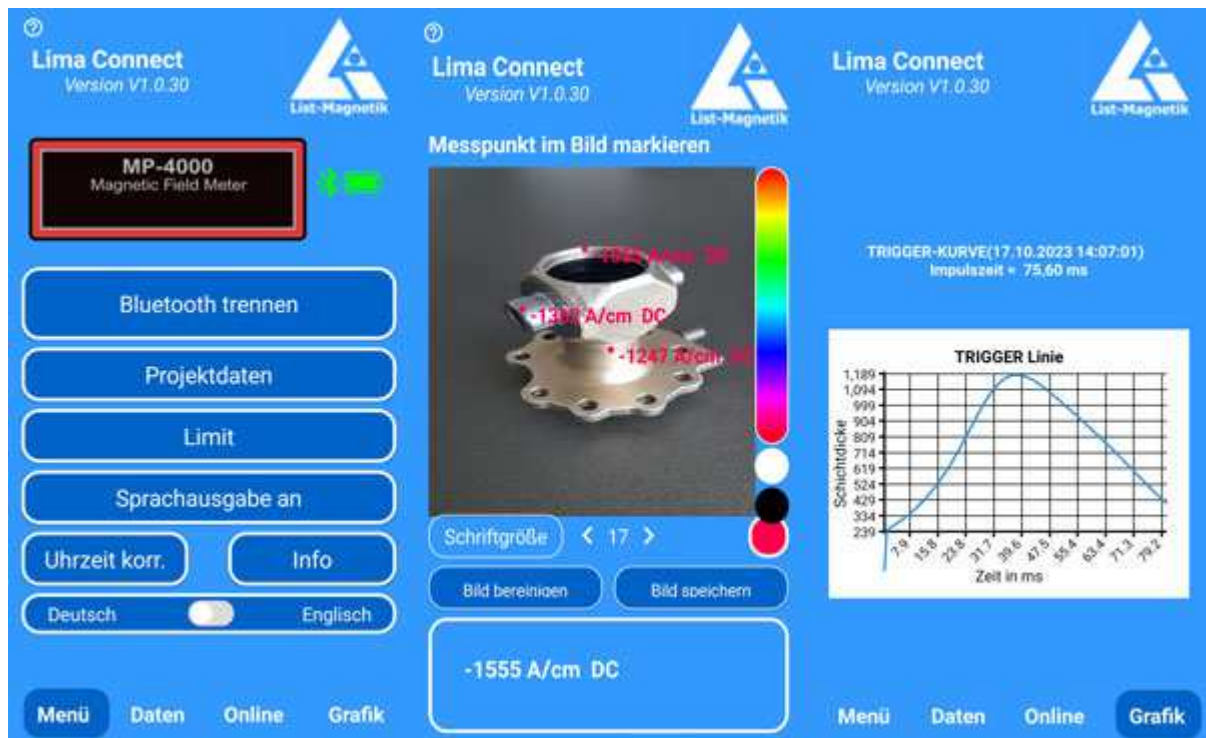 Lima Connect
Version V1.0.30
List-Magnetik
MP-4000
Magnetic Field Meter
Bluetooth trennen
Projektdaten
Limit
Sprachausgabe an
Uhrzeit korr.
Info
Deutsch
Englisch
Menü
Daten
Online
Grafik
Lima Connect
Version V1.0.30
List-Magnetik
Messpunkt im Bild markieren
A/cm DC
A/cm DC
-1247 A/cm DC
Schriftgröße
< 17 >
Bild bereinigen
Bild speichern
-1555 A/cm DC
Lima Connect
Version V1.0.30
List-Magnetik
TRIGGER-KURVE(17.10.2023 14:07:01)
Impulszeit = 75,60 ms
TRIGGER Linie
1,189
1,094
999
904
809
714
619
524
429
334
239
Schichtdicke
7.9
15.8
23.8
31.7
39.6
47.5
55.4
63.4
71.3
79.2
Zeit in ms
Menü
Daten
Online
Grafik